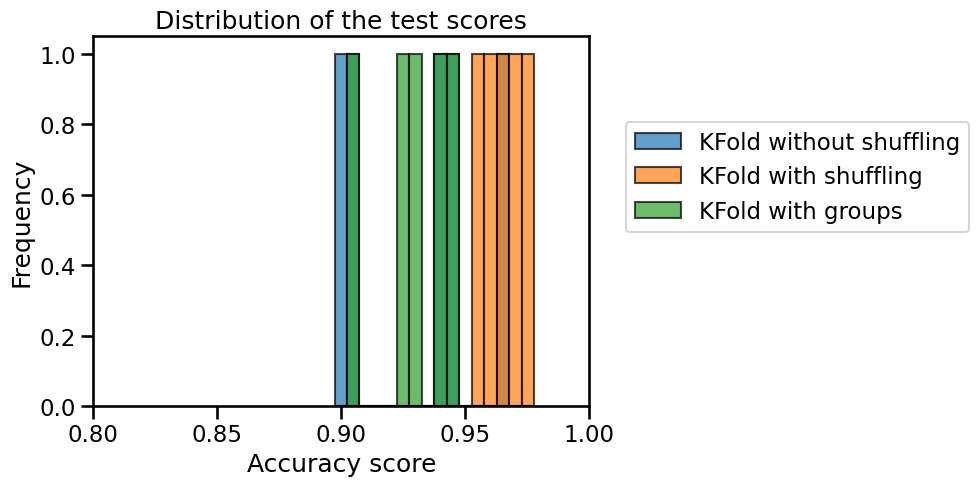 Distribution of the test scores
1.0
0.8
0.6
0.4
0.2
0.0
Frequency
0.80 0.85 0.90 0.95 1.00
Accuracy score
KFold without shuffling
KFold with shuffling
KFold with groups